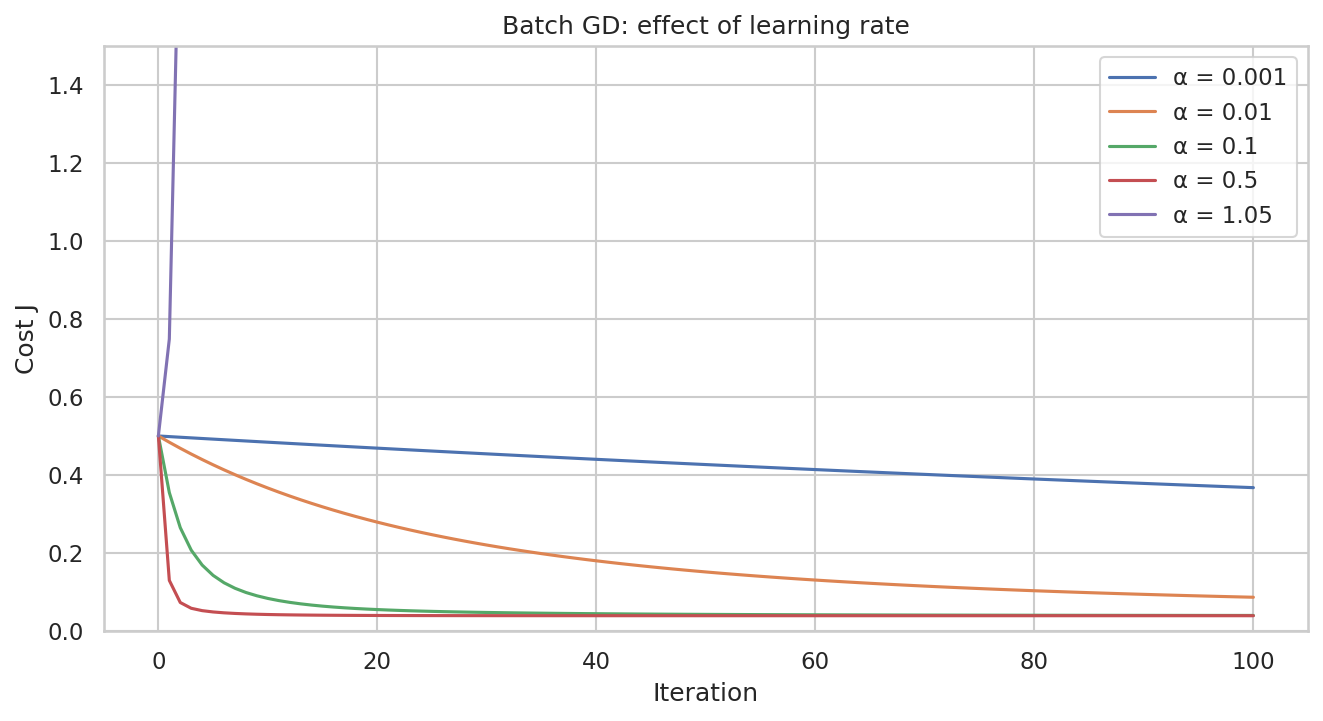 Batch GD: effect of learning rate
α = 0.001
α = 0.01
α = 0.1
α = 0.5
α = 1.05
Cost J
1.4
1.2
1.0
0.8
0.6
0.4
0.2
0.0
0 20 40 60 80 100
Iteration